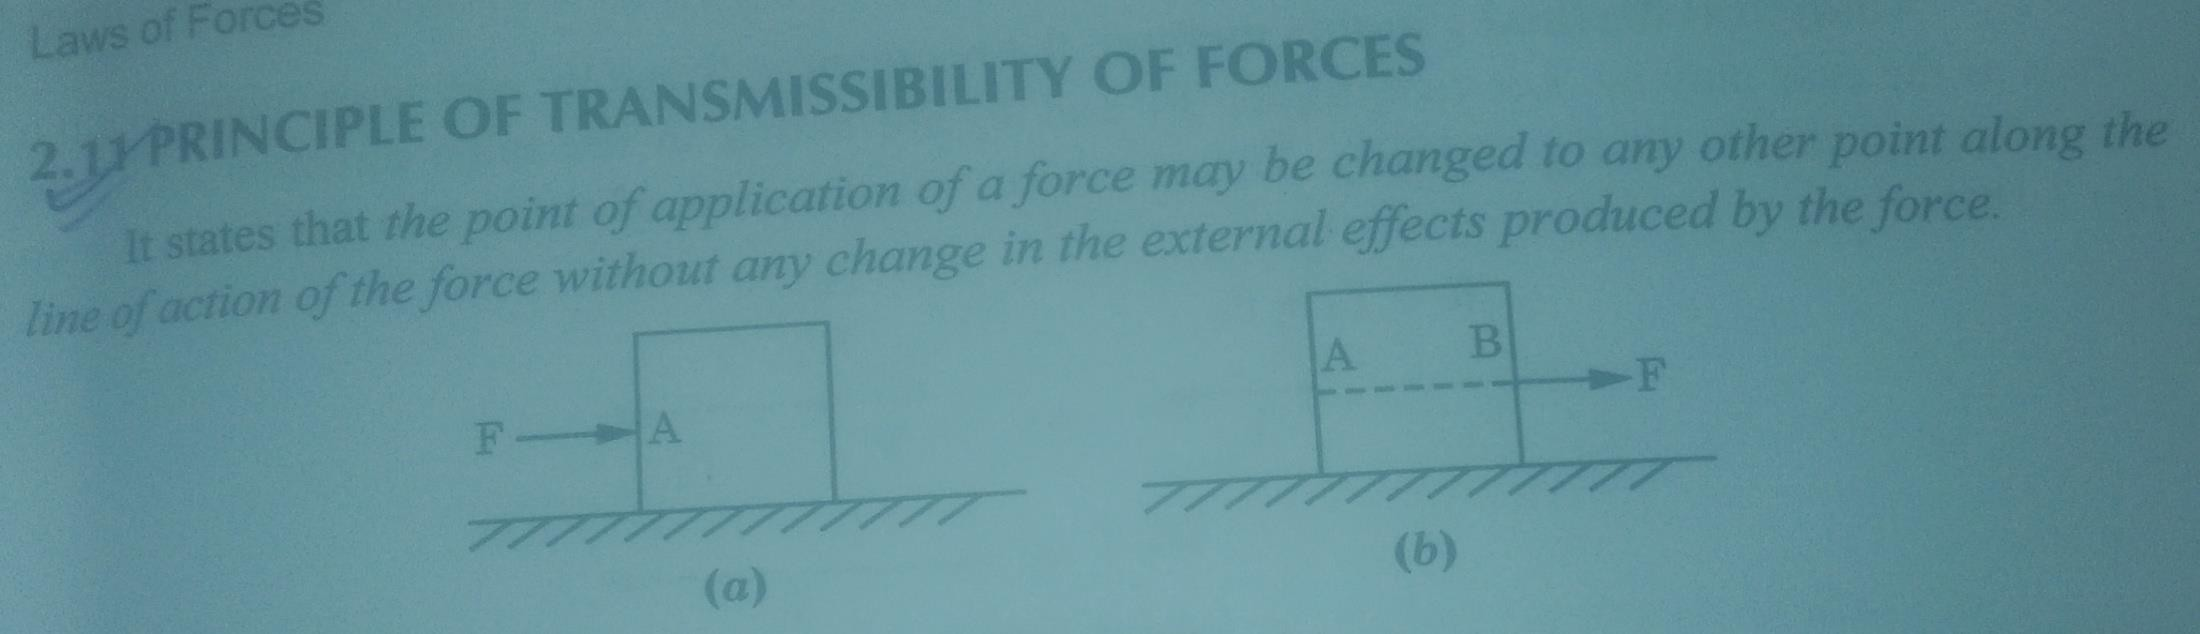 Laws of Forces
2.11 PRINCIPLE OF TRANSMISSIBILITY OF FORCES
It states that the point of application of a force may be changed to any other point along the
line of action of the force without any change in the external effects produced by the force.
F A
A B F
(a)
(b)